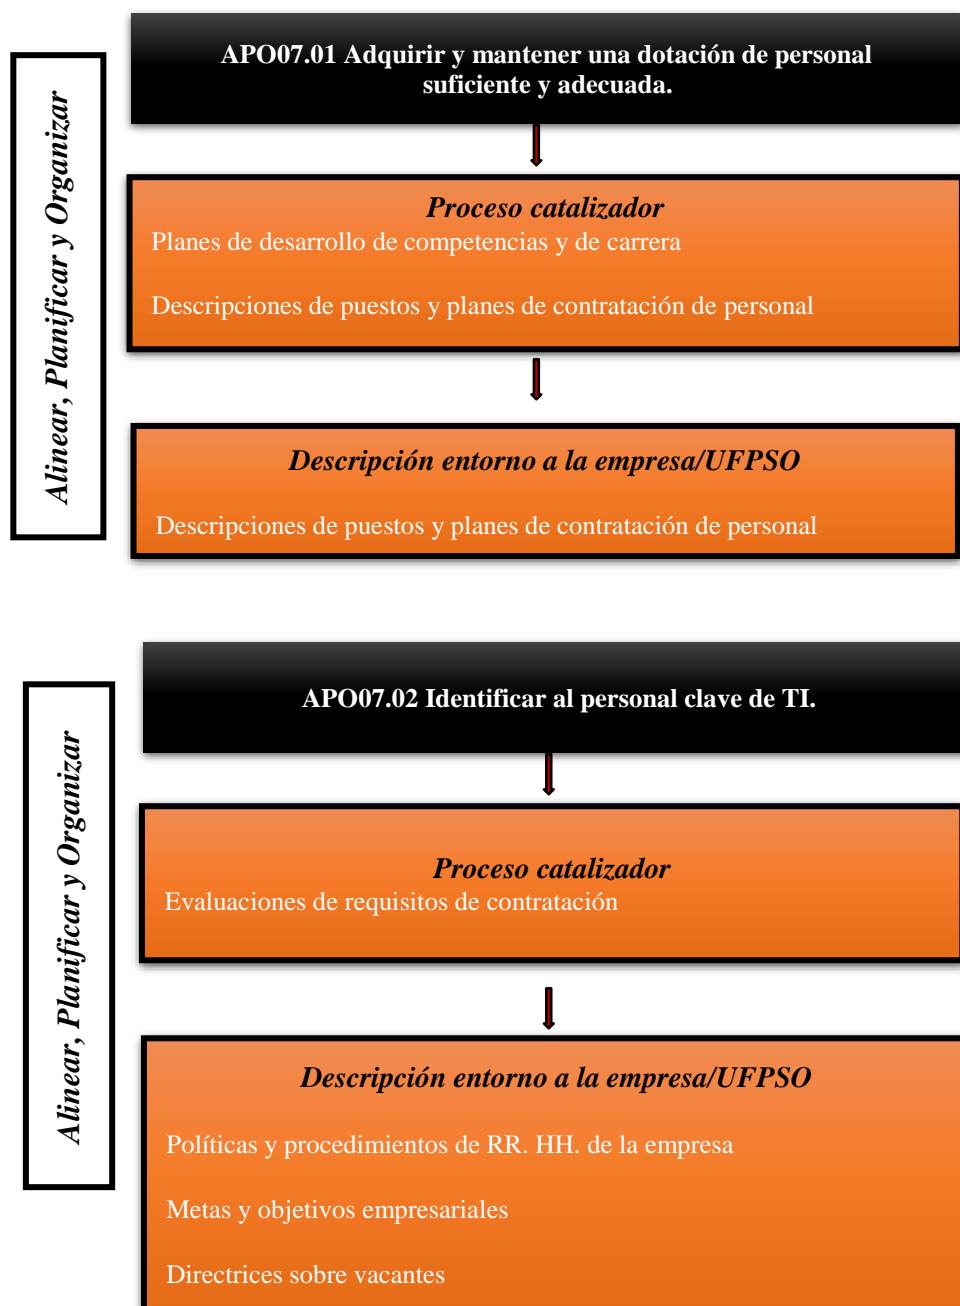 Alinear, Planificar y Organizar
APO07.01 Adquirir y mantener una dotación de personal
suficiente y adecuada.
Proceso catalizador
Planes de desarrollo de competencias y de carrera
Descripciones de puestos y planes de contratación de personal
Descripción entorno a la empresa/UFPSO
Descripciones de puestos y planes de contratación de personal
Alinear, Planificar y Organizar
APO07.02 Identificar al personal clave de TI.
Proceso catalizador
Evaluaciones de requisitos de contratación
Descripción entorno a la empresa/UFPSO
Políticas y procedimientos de RR. HH. de la empresa
Metas y objetivos empresariales
Directrices sobre vacantes